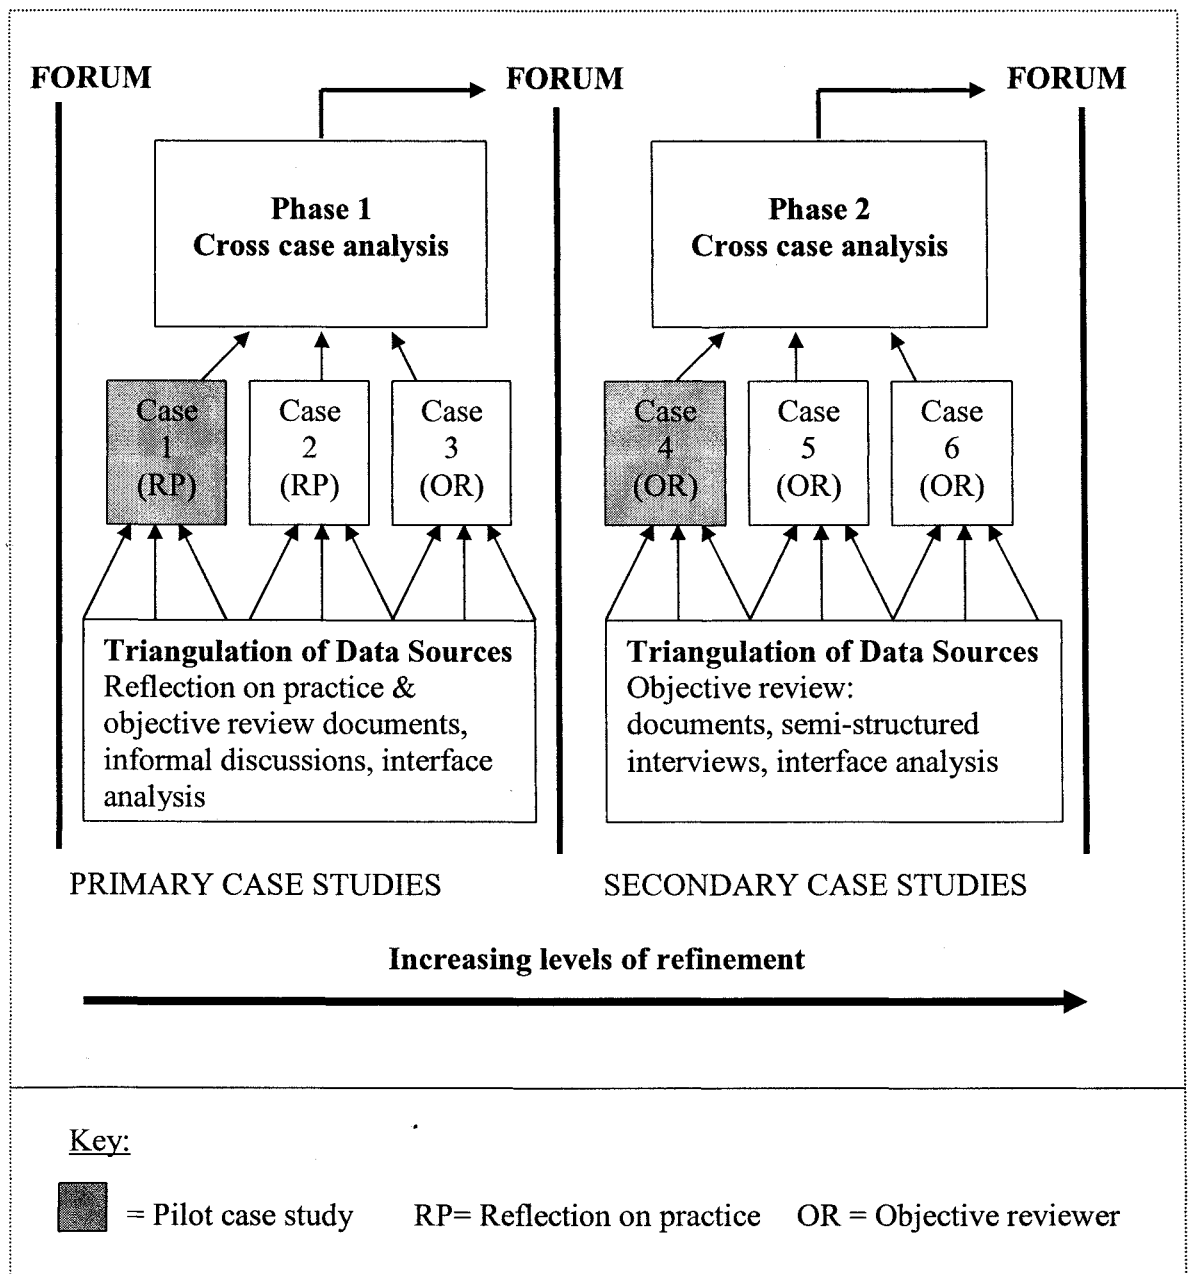 FORUM FORUM FORUM
Phase 1
Cross case analysis
Phase 2
Cross case analysis
Case
1
(RP)
Case
2
(RP)
Case
3
(OR)
Case
4
(OR)
Case
5
(OR)
Case
6
(OR)
Triangulation of Data Sources
Reflection on practice &
objective review documents,
informal discussions, interface
analysis
Triangulation of Data Sources
Objective review:
documents, semi-structured
interviews, interface analysis
PRIMARY CASE STUDIES
SECONDARY CASE STUDIES
Increasing levels of refinement
Key:
= Pilot case study RP= Reflection on practice OR = Objective reviewer